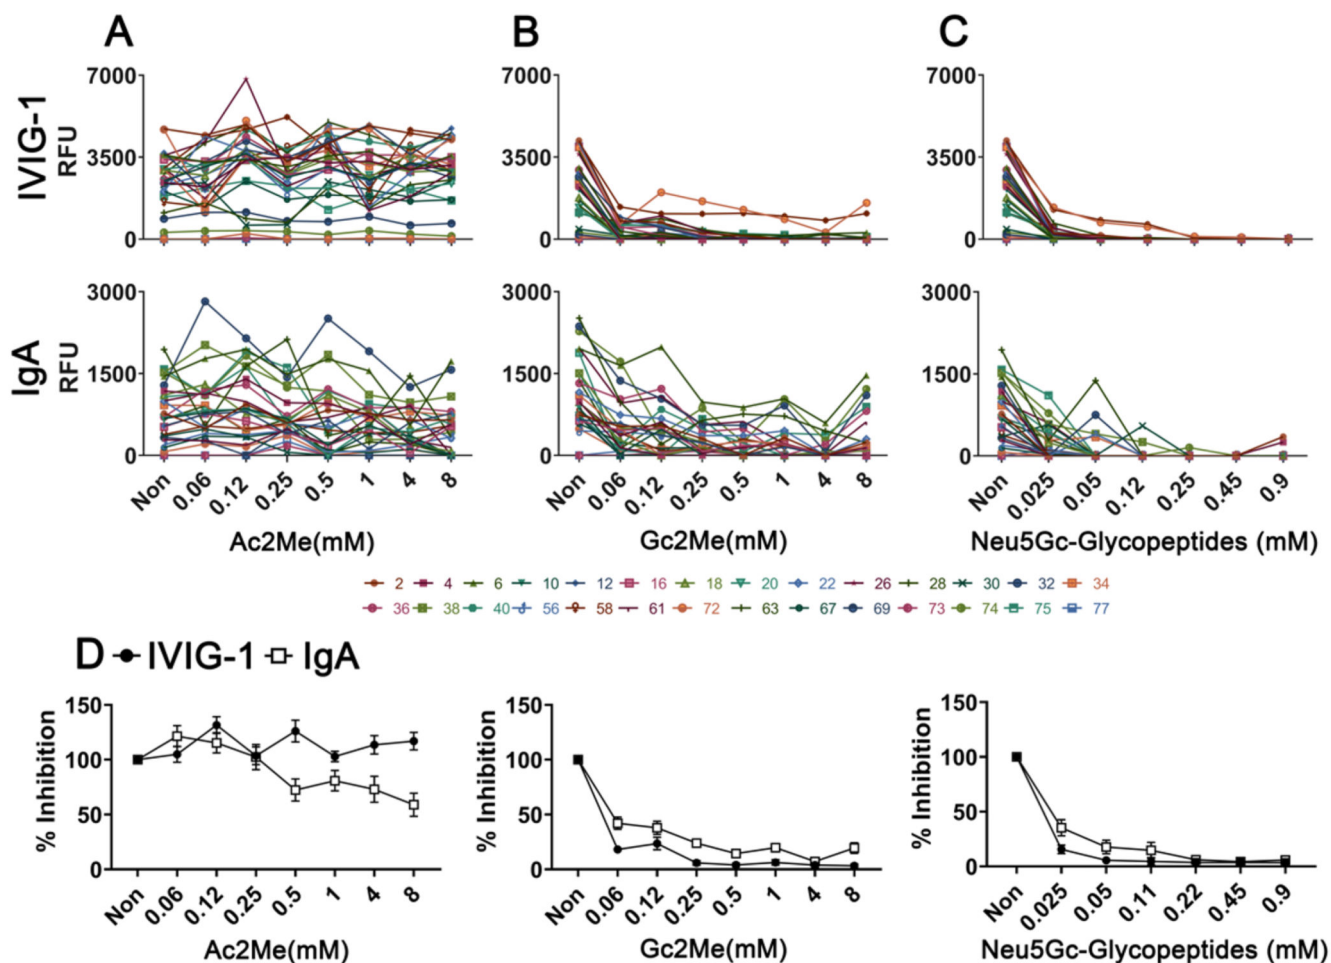 A
B
C
IVIG-1
RFU
7000
3500
0
7000
3500
0
7000
3500
0
IgA
RFU
3000
1500
0
3000
1500
0
3000
1500
0
Non 0.06 0.12 0.25 0.5 1 4 8
Non 0.06 0.12 0.25 0.5 1 4 8
Non 0.025 0.05 0.12 0.25 0.45 0.9
Ac2Me(mM)
Gc2Me(mM)
Neu5Gc-Glycopeptides (mM)
2 4 6 10 12 16 18 20 22 26 28 30 32 34
36 38 40 56 58 61 72 63 67 69 73 74 75 77
D IVIG-1 IgA
% Inhibition
150
100
50
0
Non 0.06 0.12 0.25 0.5 1 4 8
Ac2Me(mM)
% Inhibition
150
100
50
0
Non 0.06 0.12 0.25 0.5 1 4 8
Gc2Me(mM)
% Inhibition
150
100
50
0
Non 0.025 0.05 0.11 0.22 0.45 0.9
Neu5Gc-Glycopeptides (mM)